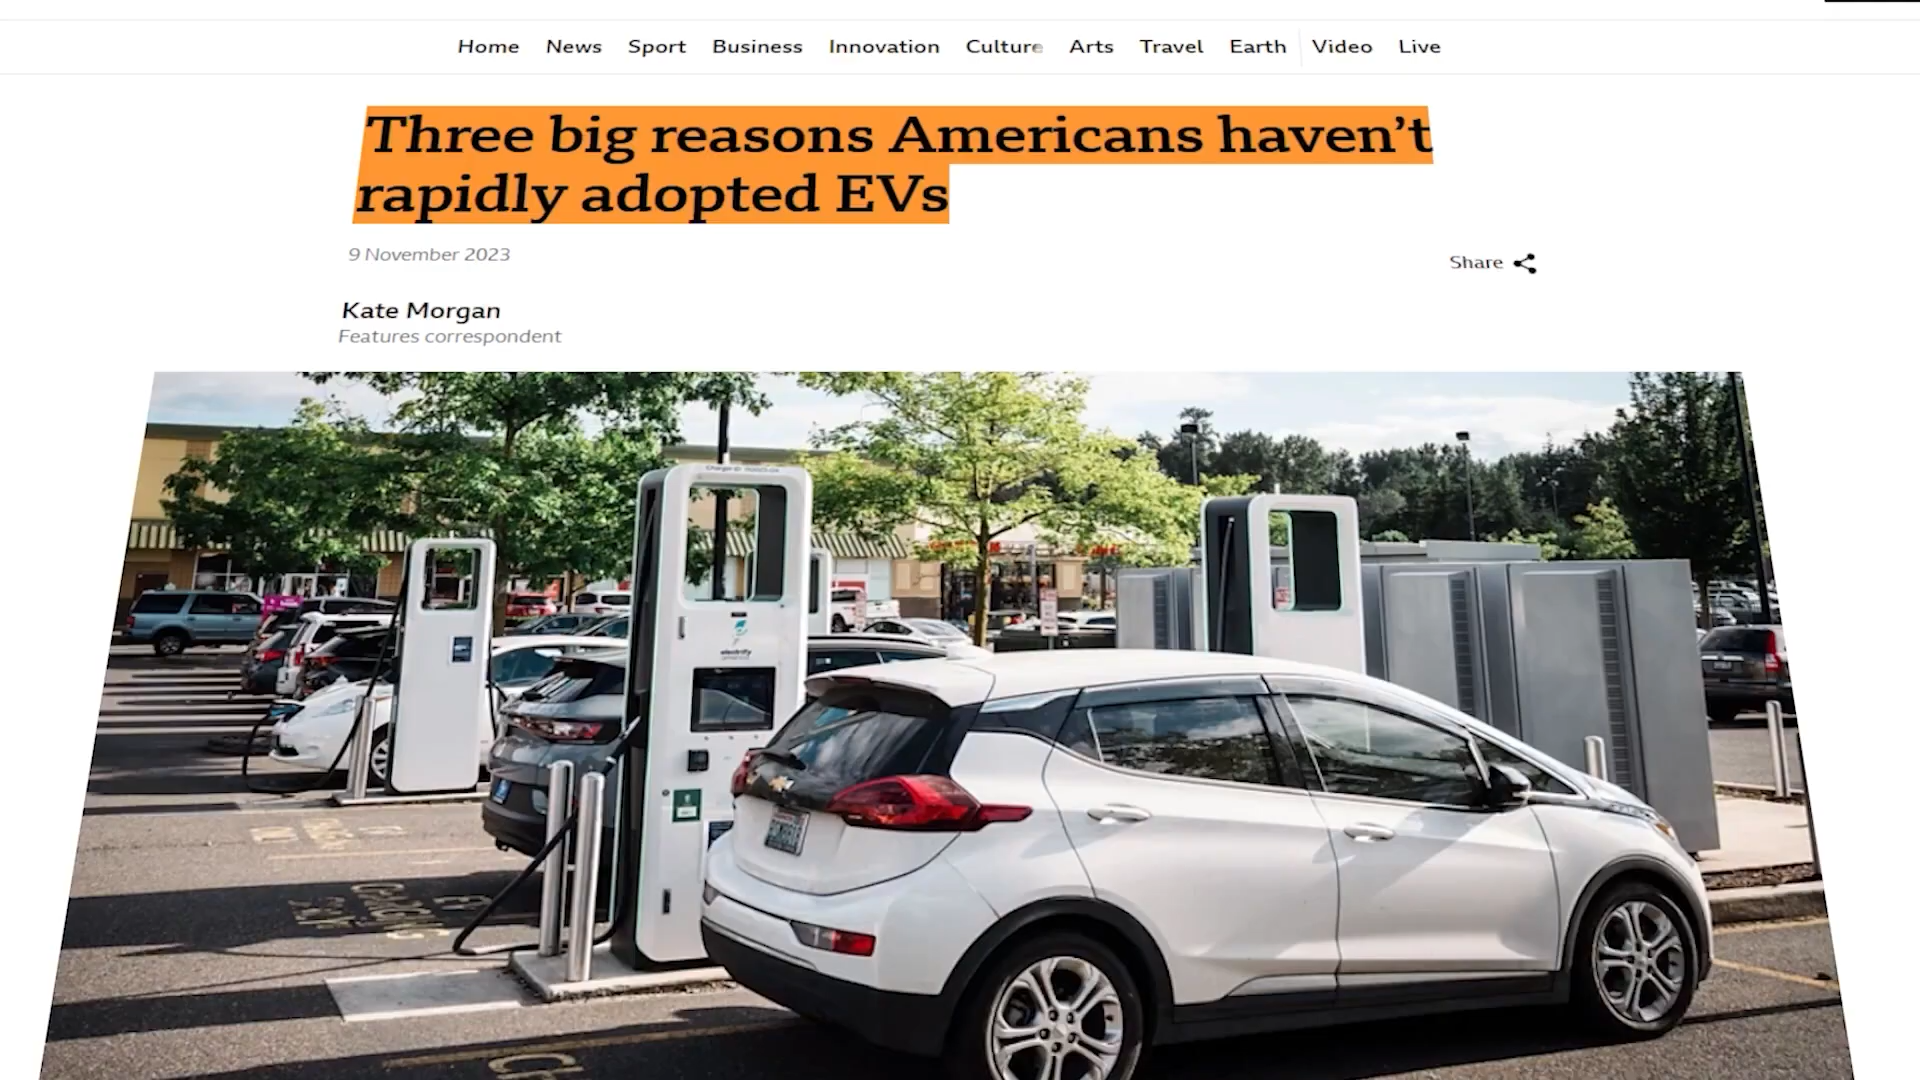 Home News Sport Business Innovation Culture Arts Travel Earth Video Live
Three big reasons Americans haven't
rapidly adopted EVs
9 November 2023
Share
Kate Morgan
Features correspondent
electrify